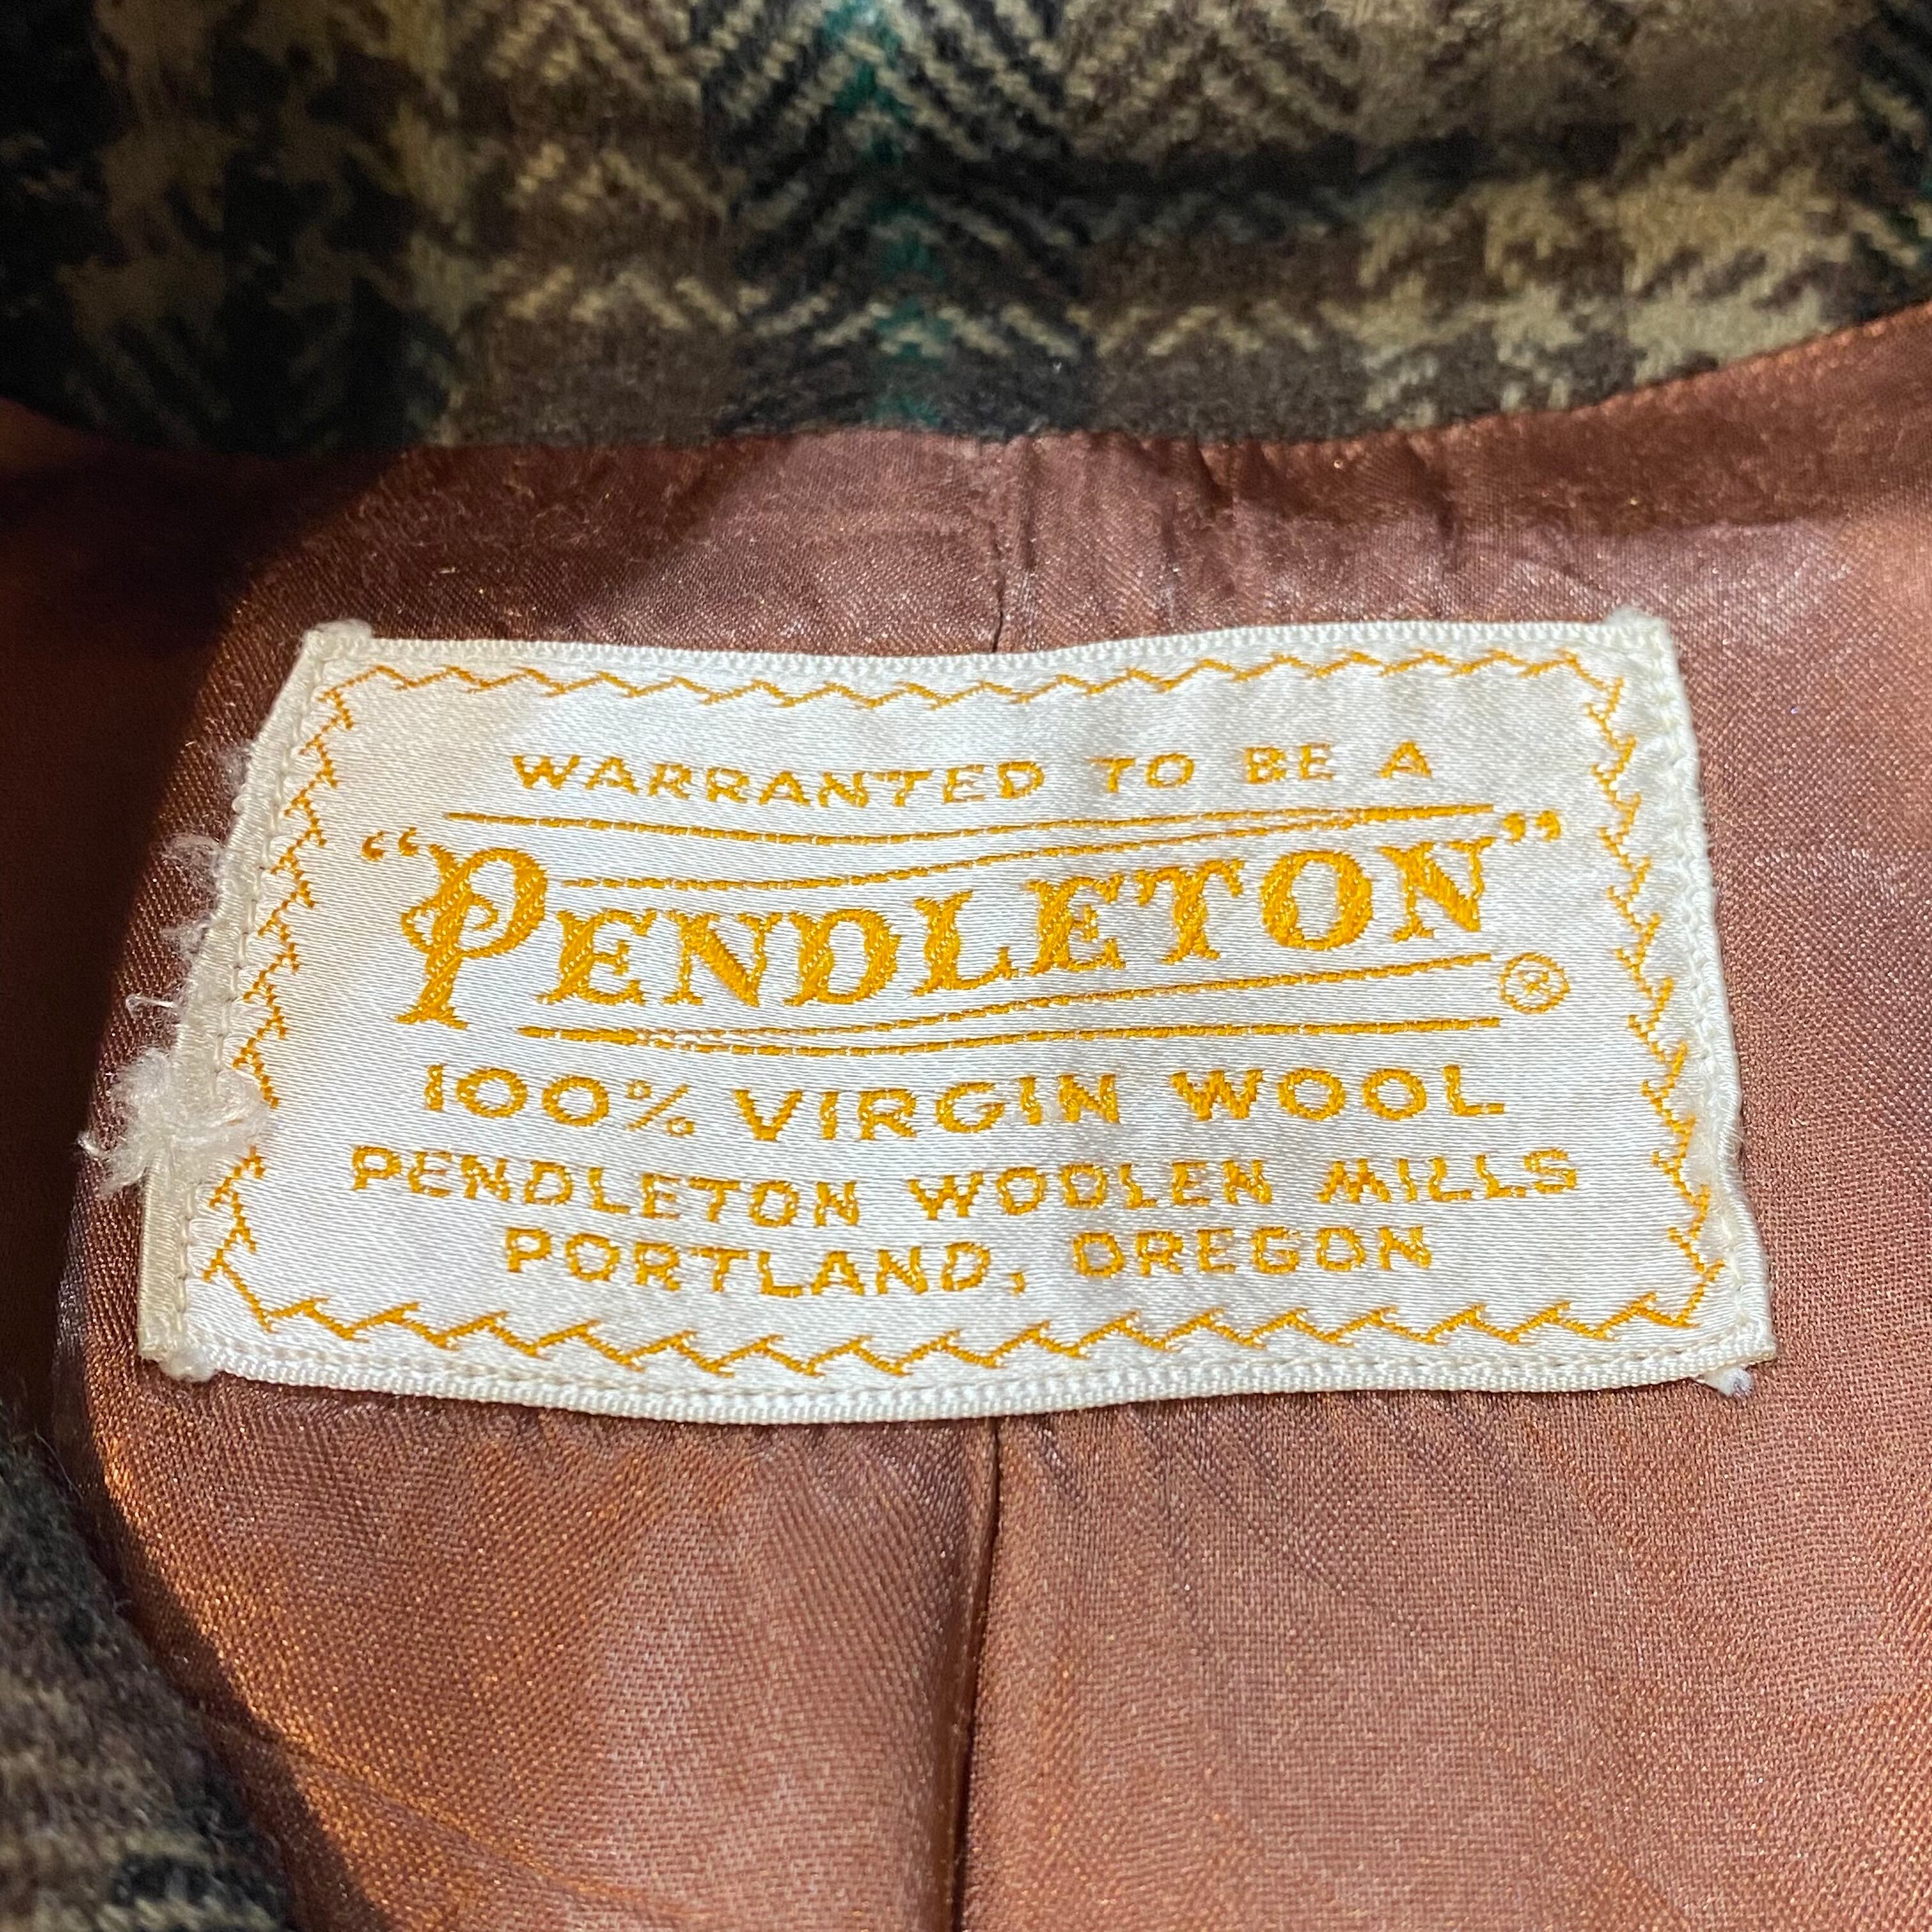 WARRANTED TO BE A
“PENDLETON”®
100% VIRGIN WOOL
PENDLETON WOOLEN MILLS
PORTLAND, OREGON